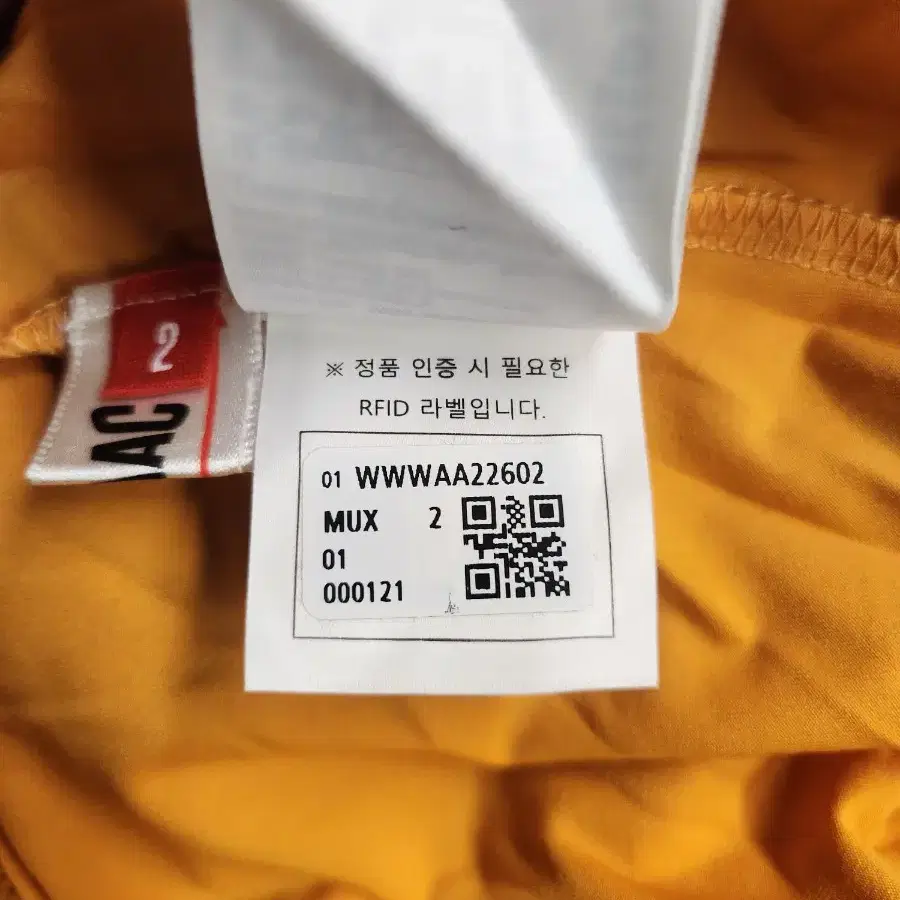 2
AC
※ 정품 인증 시 필요한
RFID 라벨입니다.
01 WWWAA22602
MUX 2
01
000121